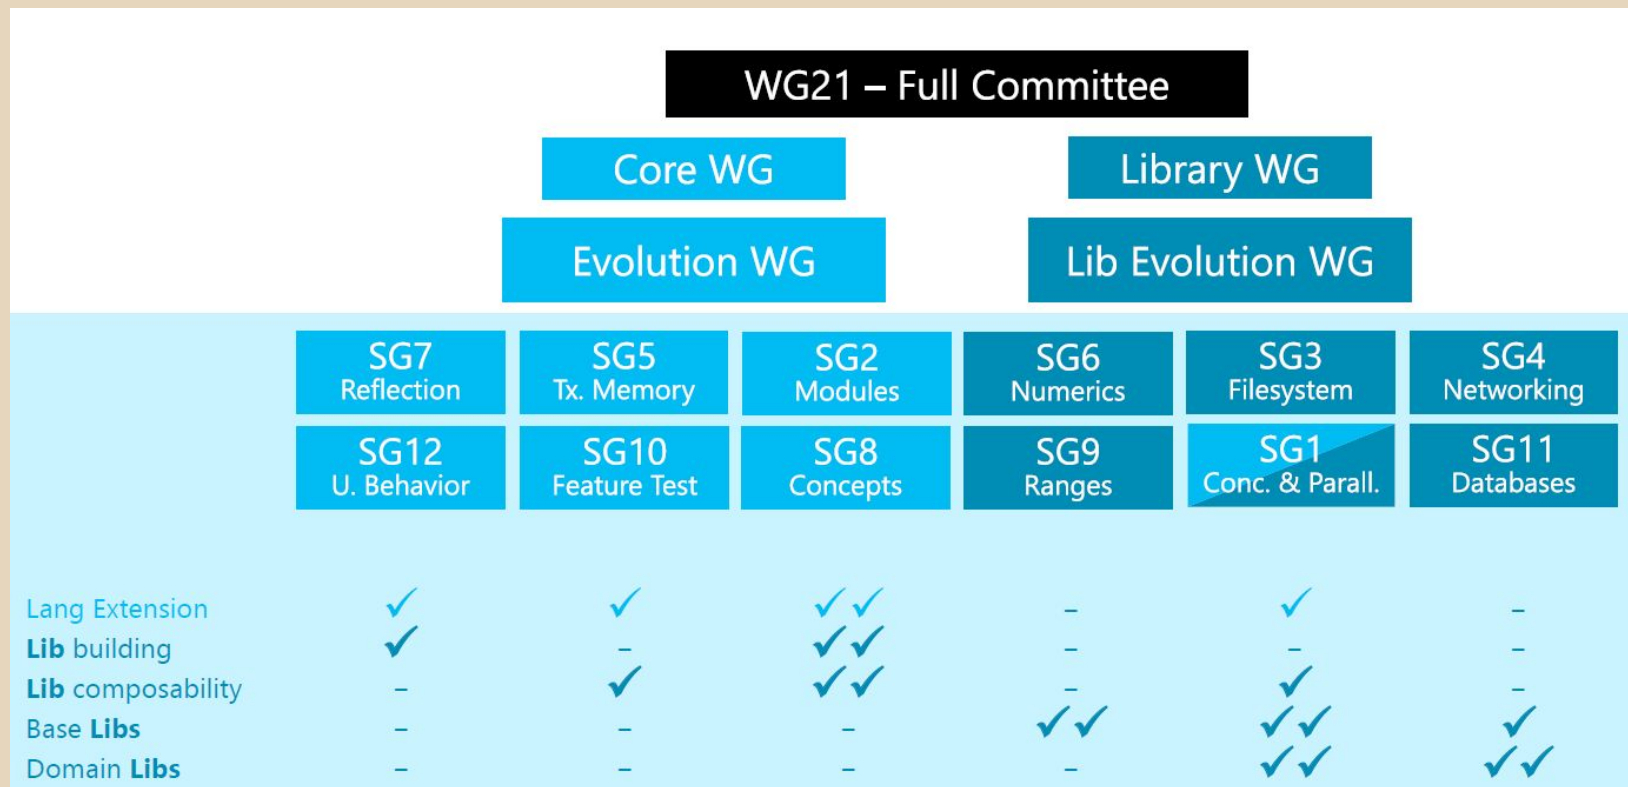 WG21 – Full Committee
Core WG
Library WG
Evolution WG
Lib Evolution WG
SG7
Reflection
SG5
Tx. Memory
SG2
Modules
SG6
Numerics
SG3
Filesystem
SG4
Networking
SG12
U. Behavior
SG10
Feature Test
SG8
Concepts
SG9
Ranges
SG1
Conc. & Parall.
SG11
Databases
Lang Extension ✓ ✓ ✓✓ – ✓ –
Lib building ✓ – ✓✓ – – –
Lib composability – ✓ ✓✓ – ✓ –
Base Libs – – – ✓✓ ✓✓ ✓
Domain Libs – – – – ✓✓ ✓✓